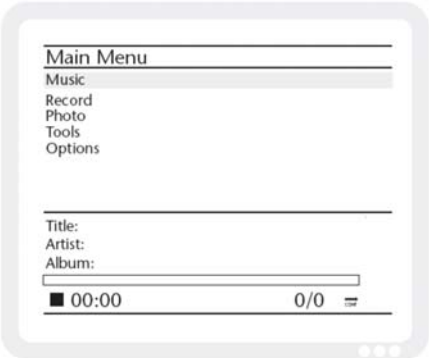 Main Menu
Music
Record
Photo
Tools
Options
Title:
Artist:
Album:
00:00 0/0